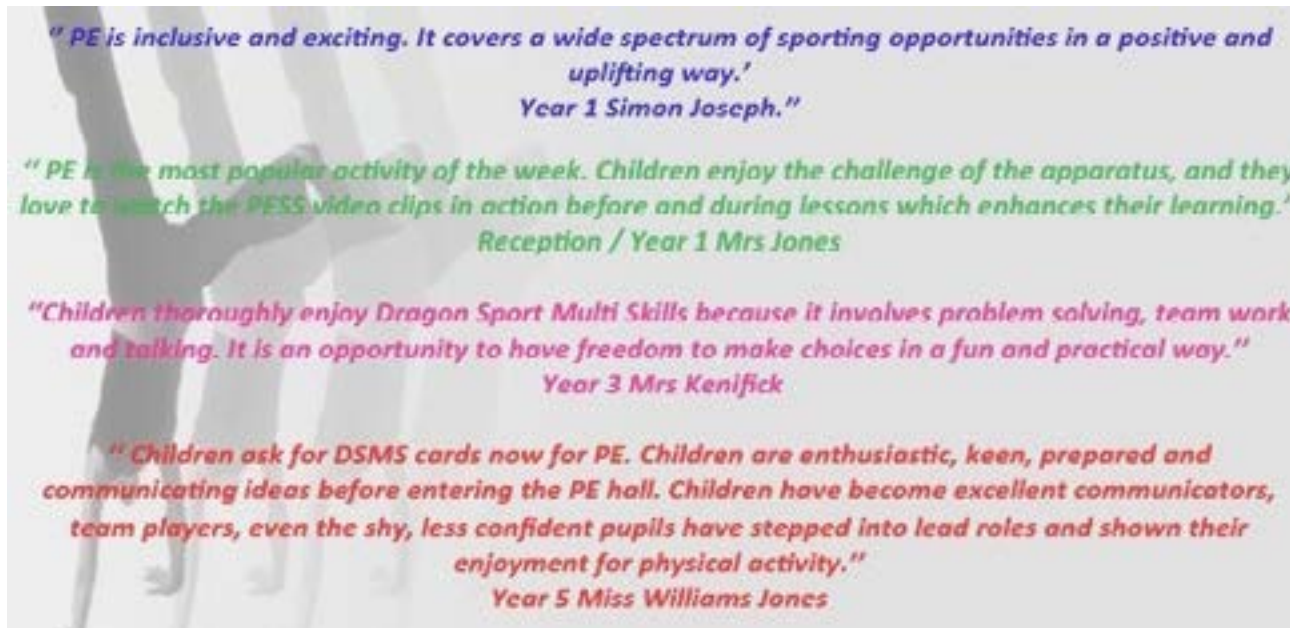 " PE is inclusive and exciting. It covers a wide spectrum of sporting opportunities in a positive and
uplifting way.'
Year 1 Simon Joseph."
" PE is the most popular activity of the week. Children enjoy the challenge of the apparatus, and they
love to watch the PESS video clips in action before and during lessons which enhances their learning."
Reception / Year 1 Mrs Jones
"Children thoroughly enjoy Dragon Sport Multi Skills because it involves problem solving, team work
and talking. It is an opportunity to have freedom to make choices in a fun and practical way."
Year 3 Mrs Kenifick
" Children ask for DSMS cards now for PE. Children are enthusiastic, keen, prepared and
communicating ideas before entering the PE hall. Children have become excellent communicators,
team players, even the shy, less confident pupils have stepped into lead roles and shown their
enjoyment for physical activity."
Year 5 Miss Williams Jones